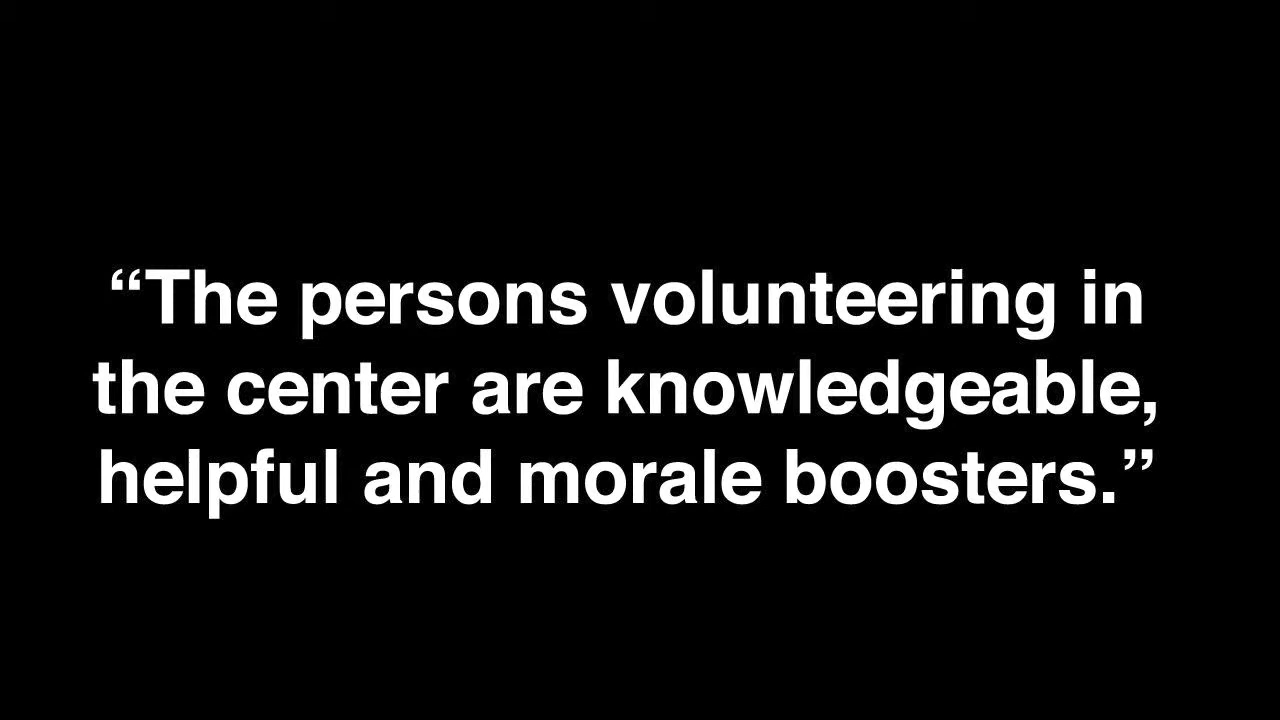 “The persons volunteering in
the center are knowledgeable,
helpful and morale boosters.”